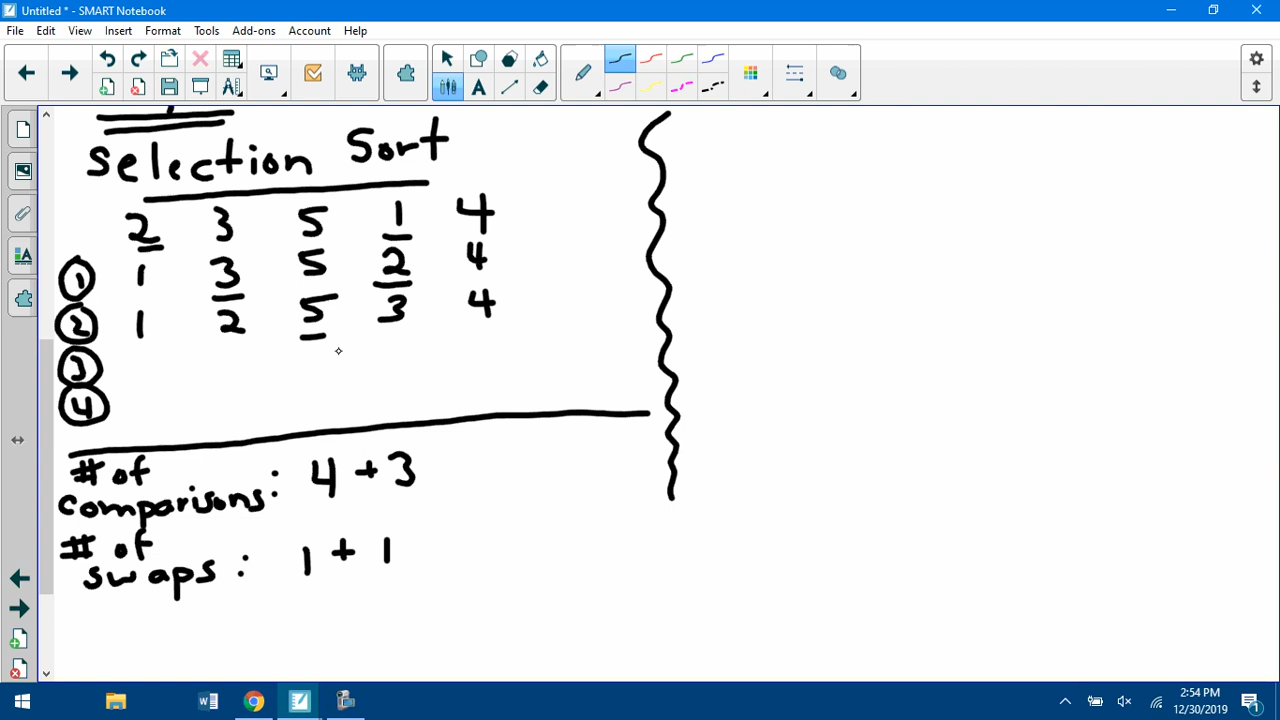 Untitled * - SMART Notebook
File Edit View Insert Format Tools Add-ons Account Help
A
A
Selection Sort
2 3 5 1 4
① 1 3 5 2 4
② 1 2 5 3 4
③
④
# of
comparisons: 4 + 3
# of
swaps: 1 + 1
2:54 PM
12/30/2019
1